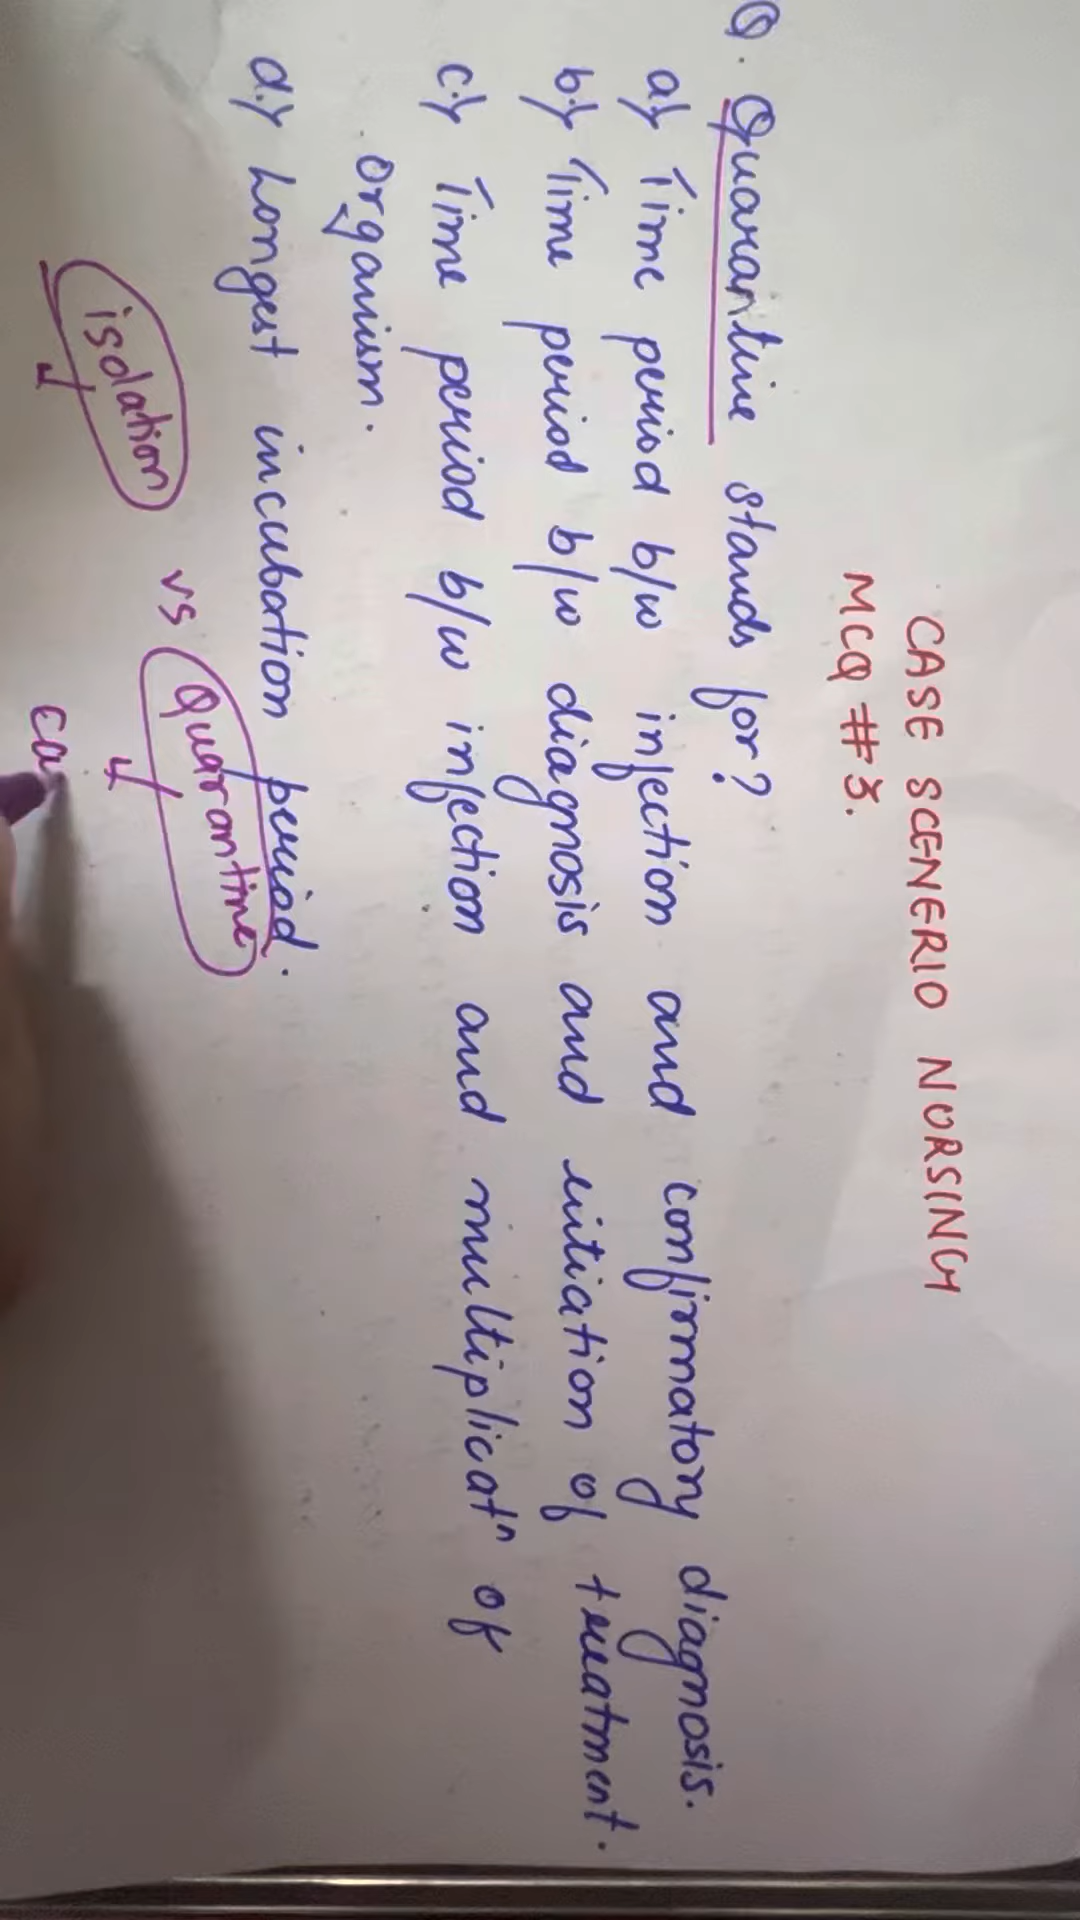 CASE SCENERIO NURSING
MCQ #3.
Q. Quarantine stands for?
a.} Time period b/w infection and confirmatory diagnosis.
b.} Time period b/w diagnosis and initiation of treatment.
c.} Time period b/w infection and multiplicatn of
organism.
d.} Longest incubation period.
isolation vs Quarantine
ca